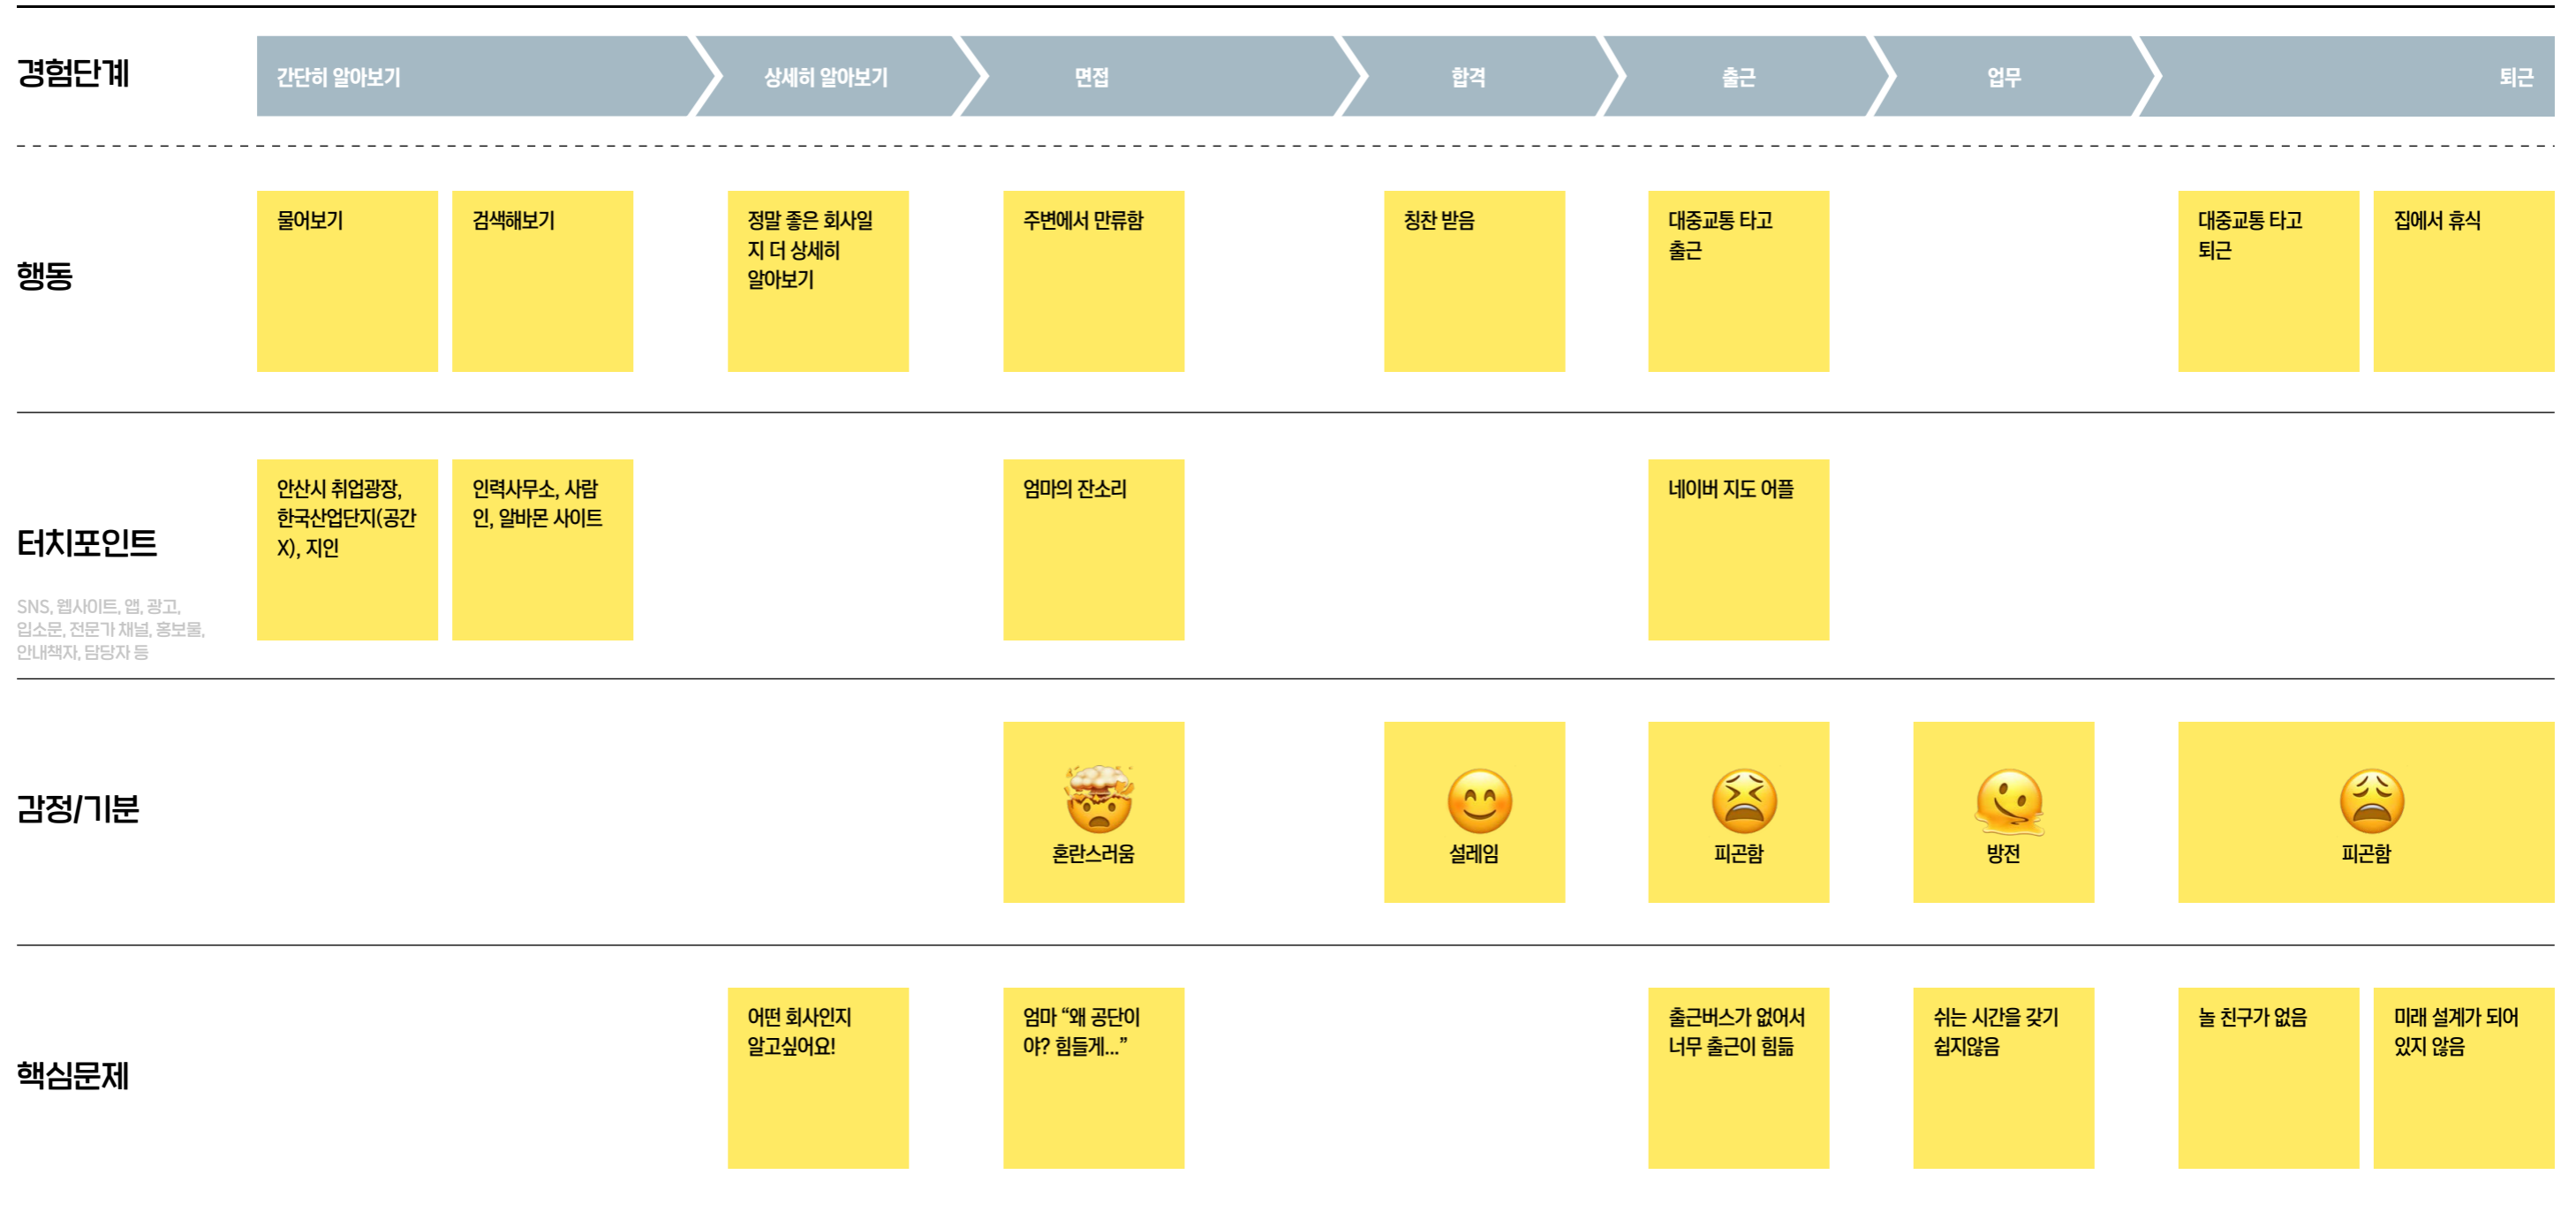 경험단계
간단히 알아보기
상세히 알아보기
면접
합격
출근
업무
퇴근
행동
물어보기
검색해보기
정말 좋은 회사일
지 더 상세히
알아보기
주변에서 만류함
칭찬 받음
대중교통 타고
출근
대중교통 타고
퇴근
집에서 휴식
터치포인트
SNS, 웹사이트, 앱, 광고,
입소문, 전문가 채널, 홍보물,
안내책자, 담당자 등
안산시 취업광장,
한국산업단지(공간
X), 지인
인력사무소, 사람
인, 알바몬 사이트
엄마의 잔소리
네이버 지도 어플
감정/기분
혼란스러움
설레임
피곤함
방전
피곤함
핵심문제
어떤 회사인지
알고싶어요!
엄마 “왜 공단이
야? 힘들게...”
출근버스가 없어서
너무 출근이 힘듦
쉬는 시간을 갖기
쉽지않음
놀 친구가 없음
미래 설계가 되어
있지 않음